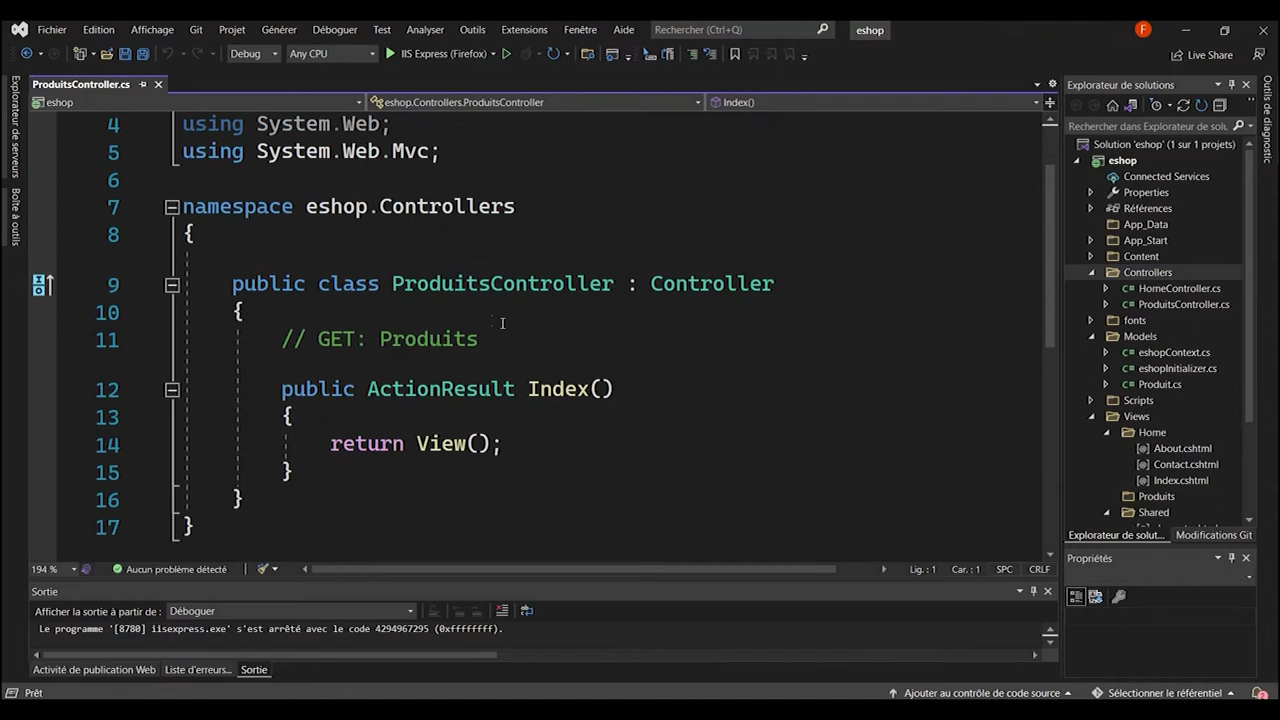 Fichier Edition Affichage Git Projet Générer Déboguer Test Analyser Outils Extensions Fenêtre Aide Rechercher (Ctrl+Q) eshop F
Debug Any CPU IIS Express (Firefox) Live Share
ProduitsController.cs
eshop eshop.Controllers.ProduitsController Index()
Explorateur de serveurs
Boîte à outils
4 using System.Web;
5 using System.Web.Mvc;
6
7 namespace eshop.Controllers
8 {
9 public class ProduitsController : Controller
10 {
11 // GET: Produits
12 public ActionResult Index()
13 {
14 return View();
15 }
16 }
17 }
194 % Aucun problème détecté Lig. : 1 Car. : 1 SPC CRLF
Sortie
Afficher la sortie à partir de : Déboguer
Le programme '[8780] iisexpress.exe' s'est arrêté avec le code 4294967295 (0xffffffff).
Activité de publication Web Liste d'erreurs... Sortie
Explorateur de solutions
Rechercher dans Explorateur de solu
Solution 'eshop' (1 sur 1 projets)
eshop
Connected Services
Properties
Références
App_Data
App_Start
Content
Controllers
HomeController.cs
ProduitsController.cs
fonts
Models
eshopContext.cs
eshopInitializer.cs
Produit.cs
Scripts
Views
Home
About.cshtml
Contact.cshtml
Index.cshtml
Produits
Shared
Explorateur de solut... Modifications Git
Propriétés
Outils de diagnostic
Prêt Ajouter au contrôle de code source Sélectionner le référentiel 2